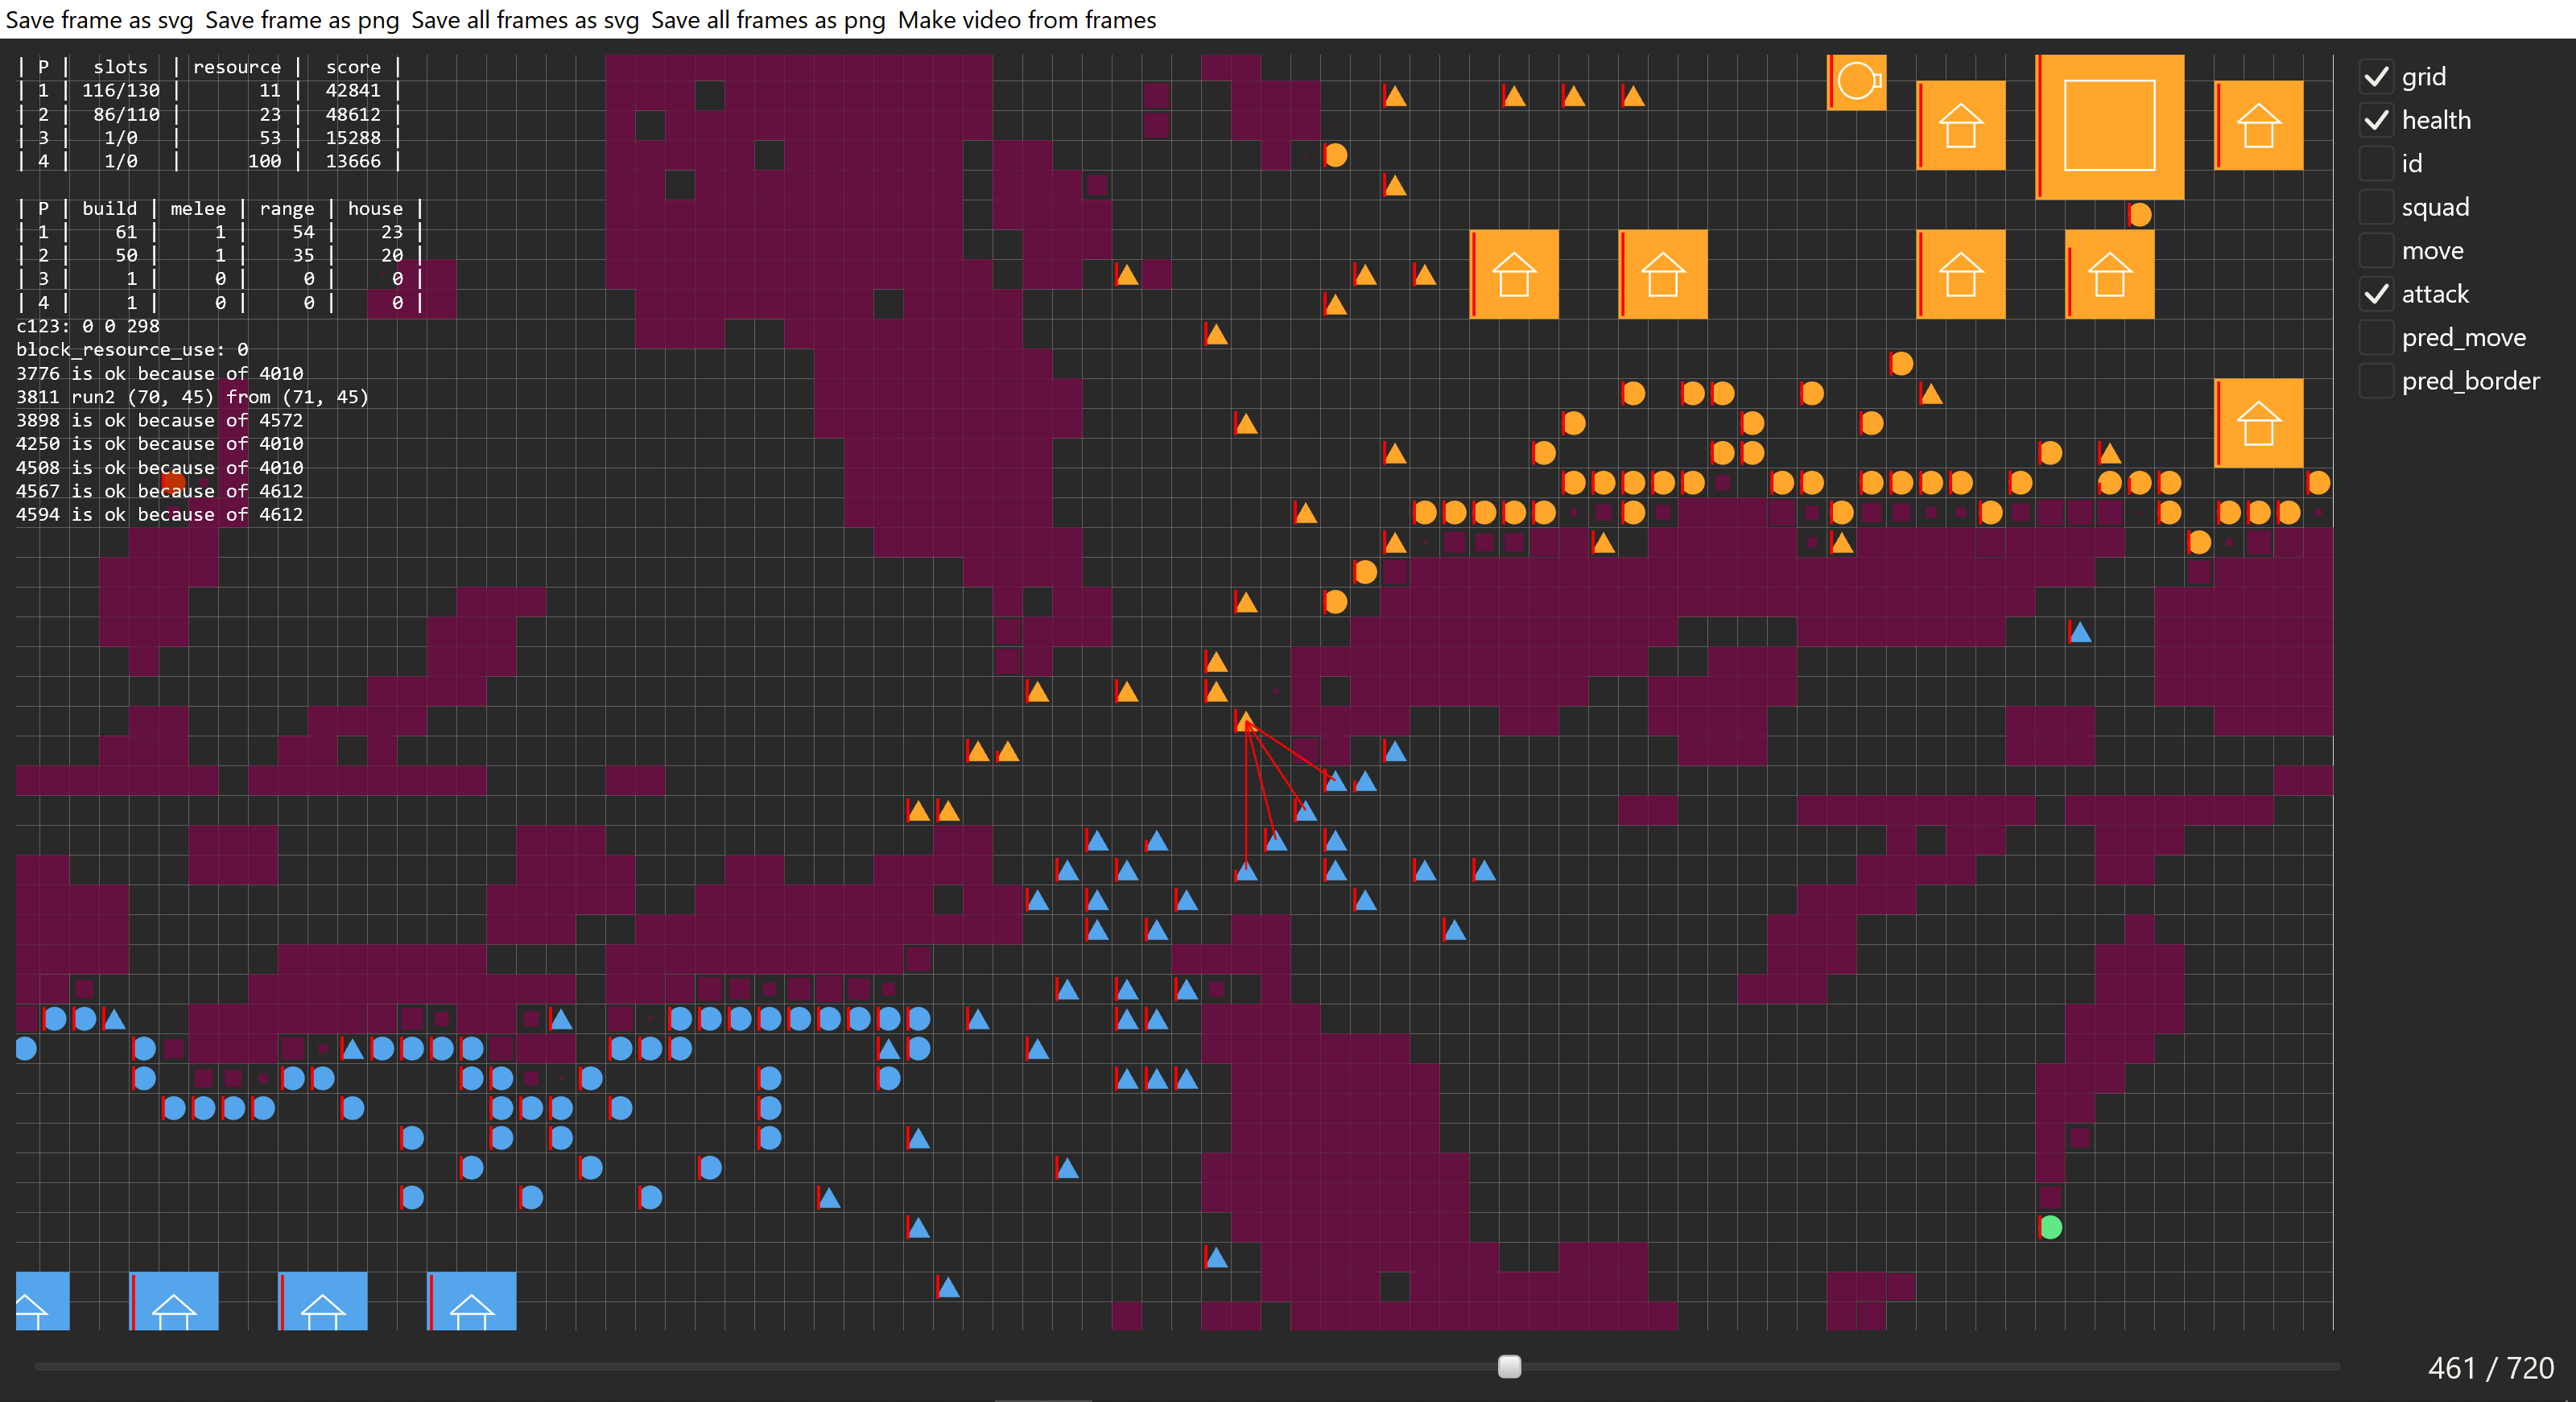 Save frame as svg Save frame as png Save all frames as svg Save all frames as png Make video from frames
| P | slots | resource | score |
| 1 | 116/130 | 11 | 42841 |
| 2 | 86/110 | 23 | 48612 |
| 3 | 1/0 | 53 | 15288 |
| 4 | 1/0 | 100 | 13666 |
| P | build | melee | range | house |
| 1 | 61 | 1 | 54 | 23 |
| 2 | 50 | 1 | 35 | 20 |
| 3 | 1 | 0 | 0 | 0 |
| 4 | 1 | 0 | 0 | 0 |
c123: 0 0 298
block_resource_use: 0
3776 is ok because of 4010
3811 run2 (70, 45) from (71, 45)
3898 is ok because of 4572
4250 is ok because of 4010
4508 is ok because of 4010
4567 is ok because of 4612
4594 is ok because of 4612
grid
health
id
squad
move
attack
pred_move
pred_border
461 / 720